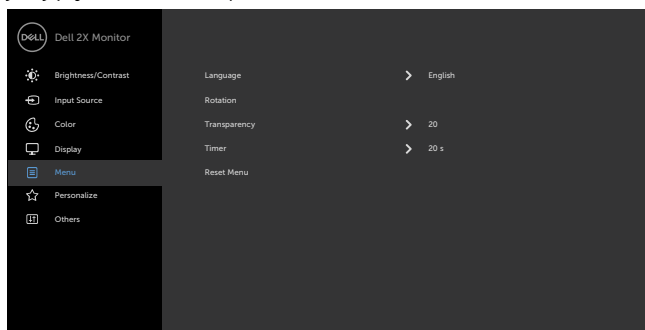 DELL Dell 2X Monitor
Brightness/Contrast
Input Source
Color
Display
Menu
Personalize
Others
Language English
Rotation
Transparency 20
Timer 20 s
Reset Menu